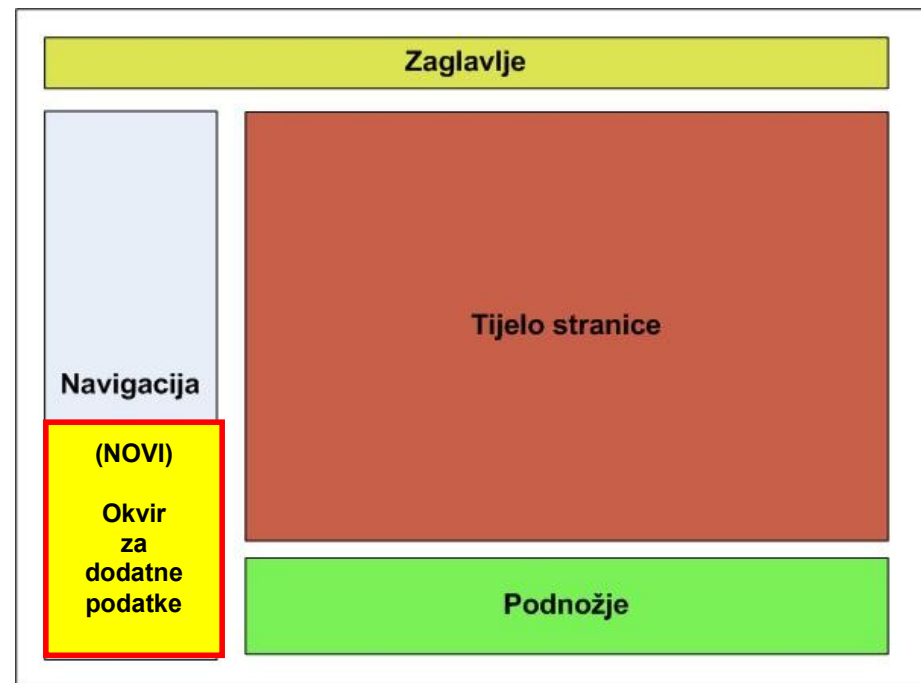 Zaglavlje
Tijelo stranice
Navigacija
(NOVI)
Okvir
za
dodatne
podatke
Podnožje